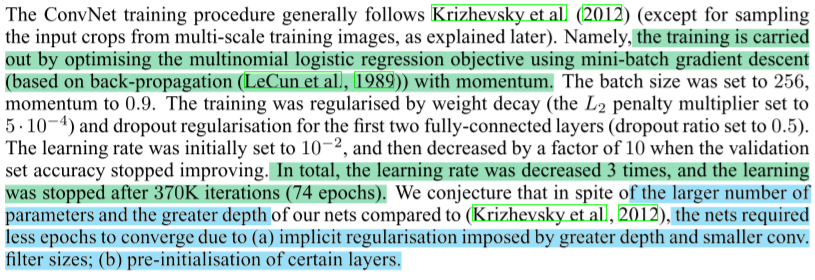 The ConvNet training procedure generally follows Krizhevsky et al. (2012) (except for sampling
the input crops from multi-scale training images, as explained later). Namely, the training is carried
out by optimising the multinomial logistic regression objective using mini-batch gradient descent
(based on back-propagation (LeCun et al., 1989)) with momentum. The batch size was set to 256,
momentum to 0.9. The training was regularised by weight decay (the L₂ penalty multiplier set to
5 · 10⁻⁴) and dropout regularisation for the first two fully-connected layers (dropout ratio set to 0.5).
The learning rate was initially set to 10⁻², and then decreased by a factor of 10 when the validation
set accuracy stopped improving. In total, the learning rate was decreased 3 times, and the learning
was stopped after 370K iterations (74 epochs). We conjecture that in spite of the larger number of
parameters and the greater depth of our nets compared to (Krizhevsky et al., 2012), the nets required
less epochs to converge due to (a) implicit regularisation imposed by greater depth and smaller conv.
filter sizes; (b) pre-initialisation of certain layers.